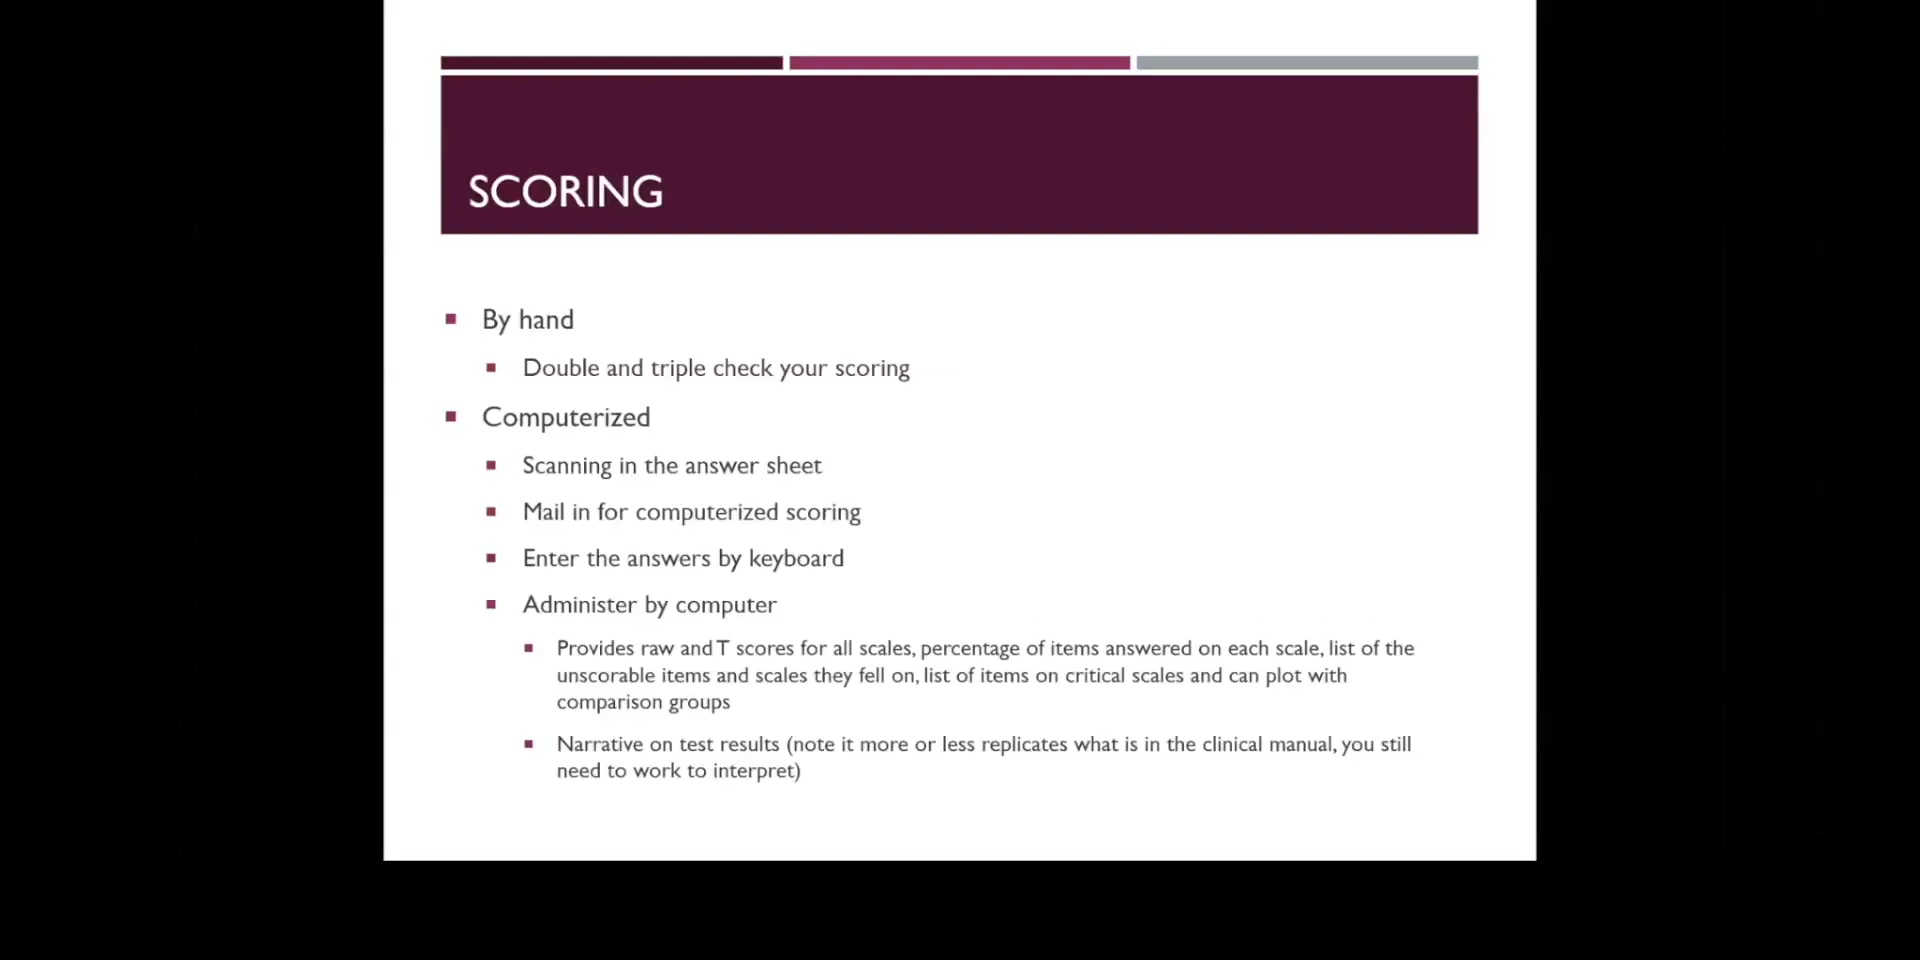 SCORING
By hand
Double and triple check your scoring
Computerized
Scanning in the answer sheet
Mail in for computerized scoring
Enter the answers by keyboard
Administer by computer
Provides raw and T scores for all scales, percentage of items answered on each scale, list of the
unscorable items and scales they fell on, list of items on critical scales and can plot with
comparison groups
Narrative on test results (note it more or less replicates what is in the clinical manual, you still
need to work to interpret)